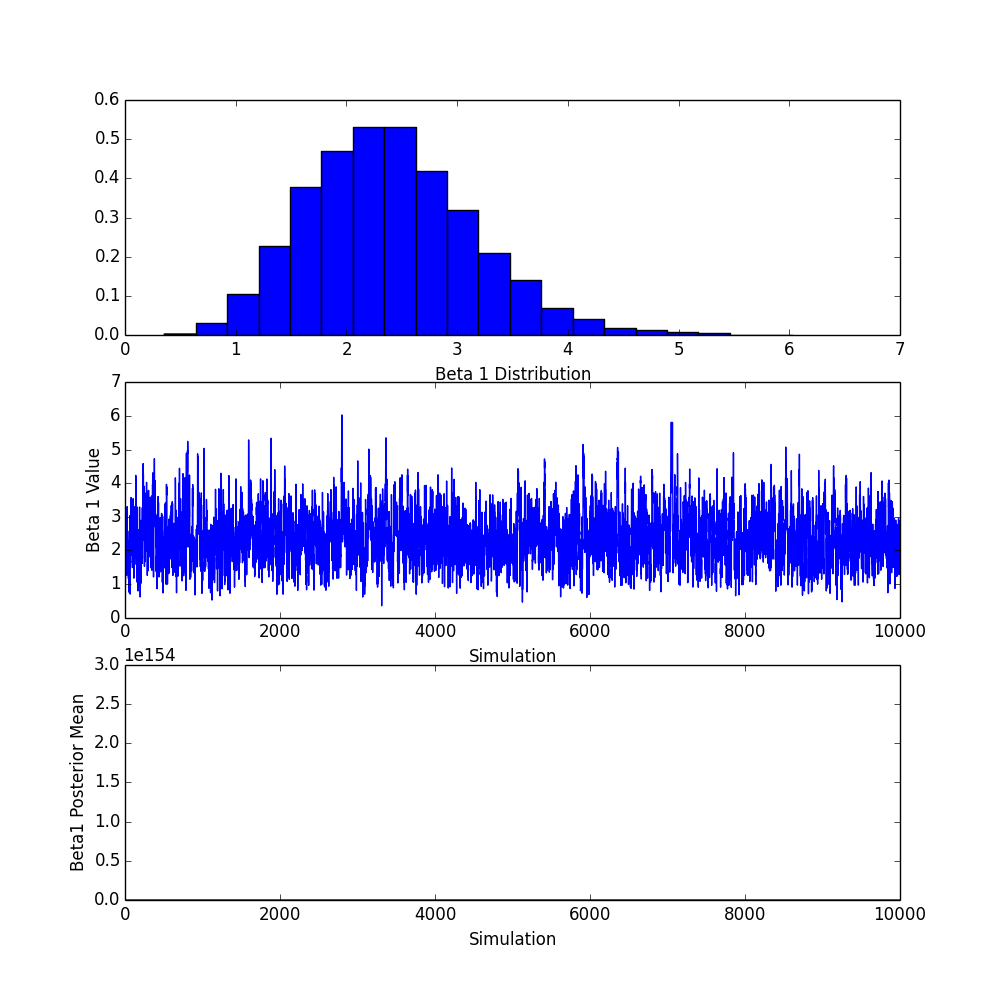 0.6
0.5
0.4
0.3
0.2
0.1
0.0
0 1 2 3 4 5 6 7
Beta 1 Distribution
7
6
5
4
3
2
1
0
Beta 1 Value
0 2000 4000 6000 8000 10000
Simulation
1e154
3.0
2.5
2.0
1.5
1.0
0.5
0.0
Beta1 Posterior Mean
0 2000 4000 6000 8000 10000
Simulation